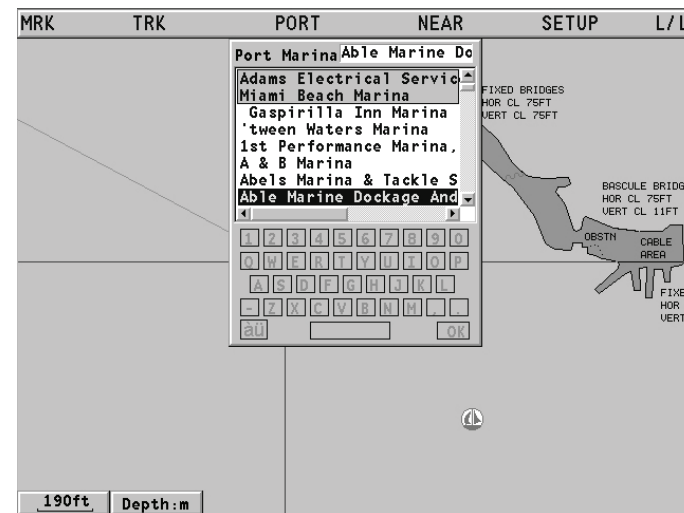 MRK TRK PORT NEAR SETUP L/L
Port Marina Able Marine Do
Adams Electrical Servic
Miami Beach Marina
Gaspirilla Inn Marina
'tween Waters Marina
1st Performance Marina,
A & B Marina
Abels Marina & Tackle S
Able Marine Dockage And
1 2 3 4 5 6 7 8 9 0
Q W E R T Y U I O P
A S D F G H J K L
- Z X C V B N M , .
àü OK
FIXED BRIDGES
HOR CL 75FT
VERT CL 75FT
BASCULE BRIDG
HOR CL 75FT
VERT CL 11FT
OBSTN
CABLE
AREA
FIXE
HOR
VERT
190ft Depth:m